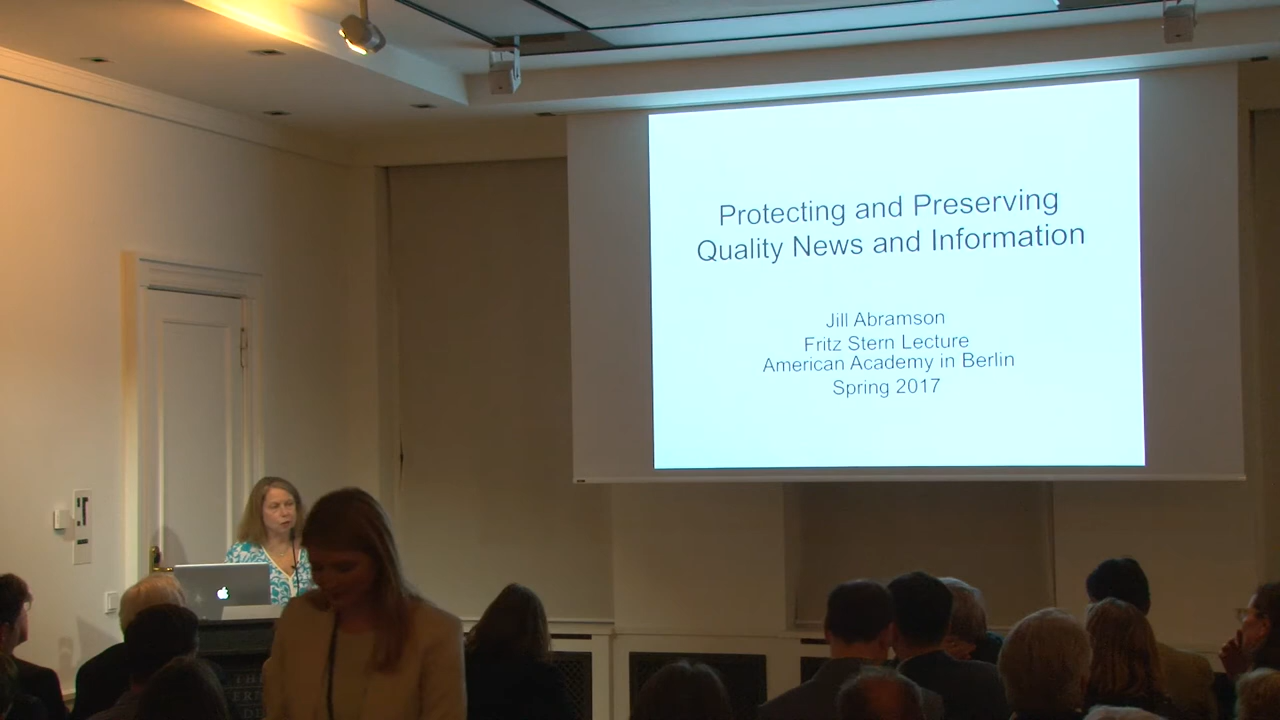 Protecting and Preserving
Quality News and Information
Jill Abramson
Fritz Stern Lecture
American Academy in Berlin
Spring 2017